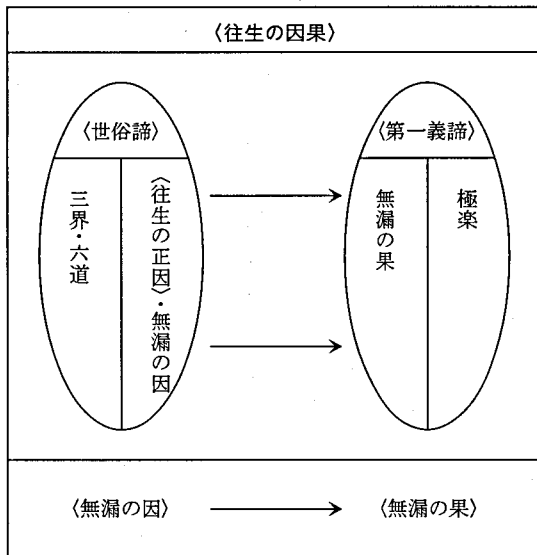 〈往生の因果〉
〈世俗諦〉
三界・六道
〈往生の正因〉・無漏の因
〈第一義諦〉
無漏の果
極楽
〈無漏の因〉
〈無漏の果〉